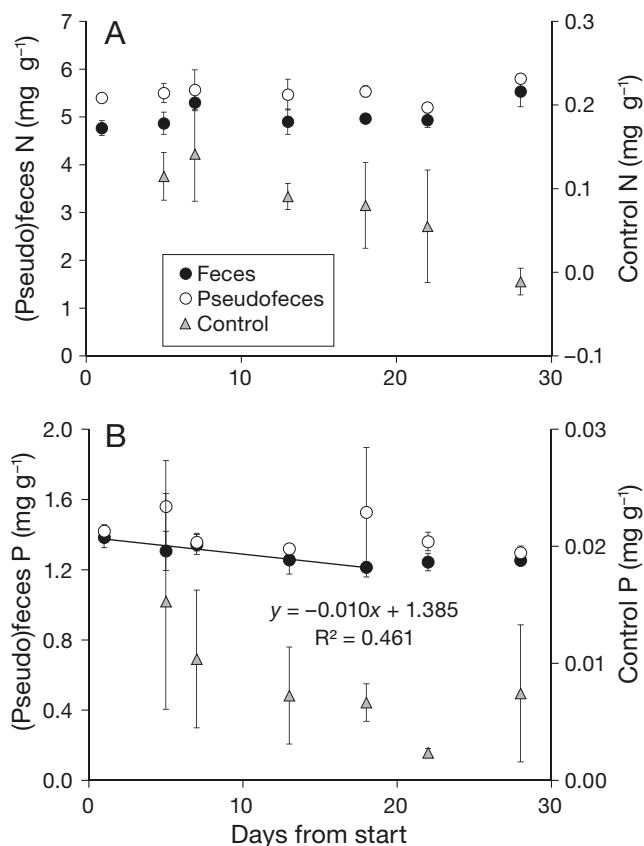 A
7
6
5
4
3
2
1
0
(Pseudo)feces N (mg g⁻¹)
0.3
0.2
0.1
0.0
−0.1
Control N (mg g⁻¹)
Feces
Pseudofeces
Control
0 10 20 30
B
2.0
1.6
1.2
0.8
0.4
0.0
(Pseudo)feces P (mg g⁻¹)
0.03
0.02
0.01
0.00
Control P (mg g⁻¹)
y = −0.010x + 1.385
R² = 0.461
0 10 20 30
Days from start